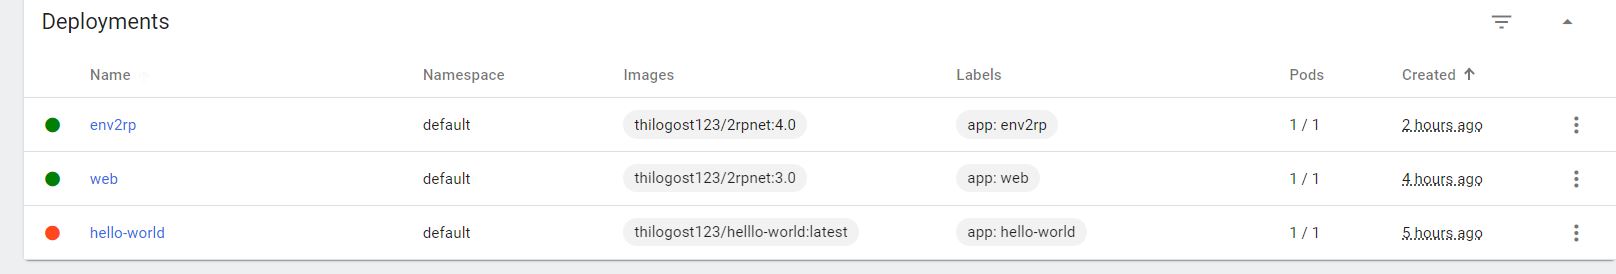 Deployments
Name Namespace Images Labels Pods Created ↑
env2rp default thilogost123/2rpnet:4.0 app: env2rp 1 / 1 2 hours ago
web default thilogost123/2rpnet:3.0 app: web 1 / 1 4 hours ago
hello-world default thilogost123/helllo-world:latest app: hello-world 1 / 1 5 hours ago